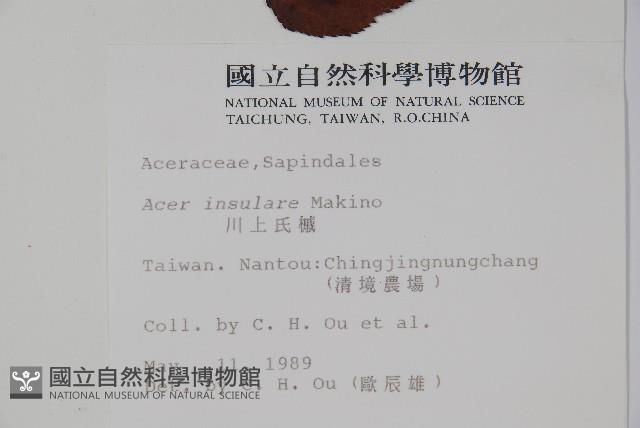 國立自然科學博物館
NATIONAL MUSEUM OF NATURAL SCIENCE
TAICHUNG, TAIWAN, R.O.CHINA
Aceraceae,Sapindales
Acer insulare Makino
川上氏槭
Taiwan. Nantou:Chingjingnungchang
(清境農場)
Coll. by C. H. Ou et al.
May. 11, 1989
Det. by C. H. Ou (歐辰雄)
國立自然科學博物館
NATIONAL MUSEUM OF NATURAL SCIENCE